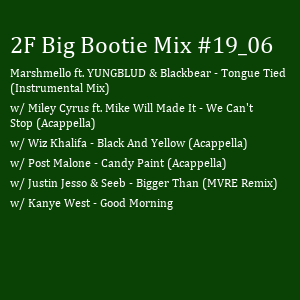 2F Big Bootie Mix #19_06
Marshmello ft. YUNGBLUD & Blackbear - Tongue Tied
(Instrumental Mix)
w/ Miley Cyrus ft. Mike Will Made It - We Can't
Stop (Acappella)
w/ Wiz Khalifa - Black And Yellow (Acappella)
w/ Post Malone - Candy Paint (Acappella)
w/ Justin Jesso & Seeb - Bigger Than (MVRE Remix)
w/ Kanye West - Good Morning